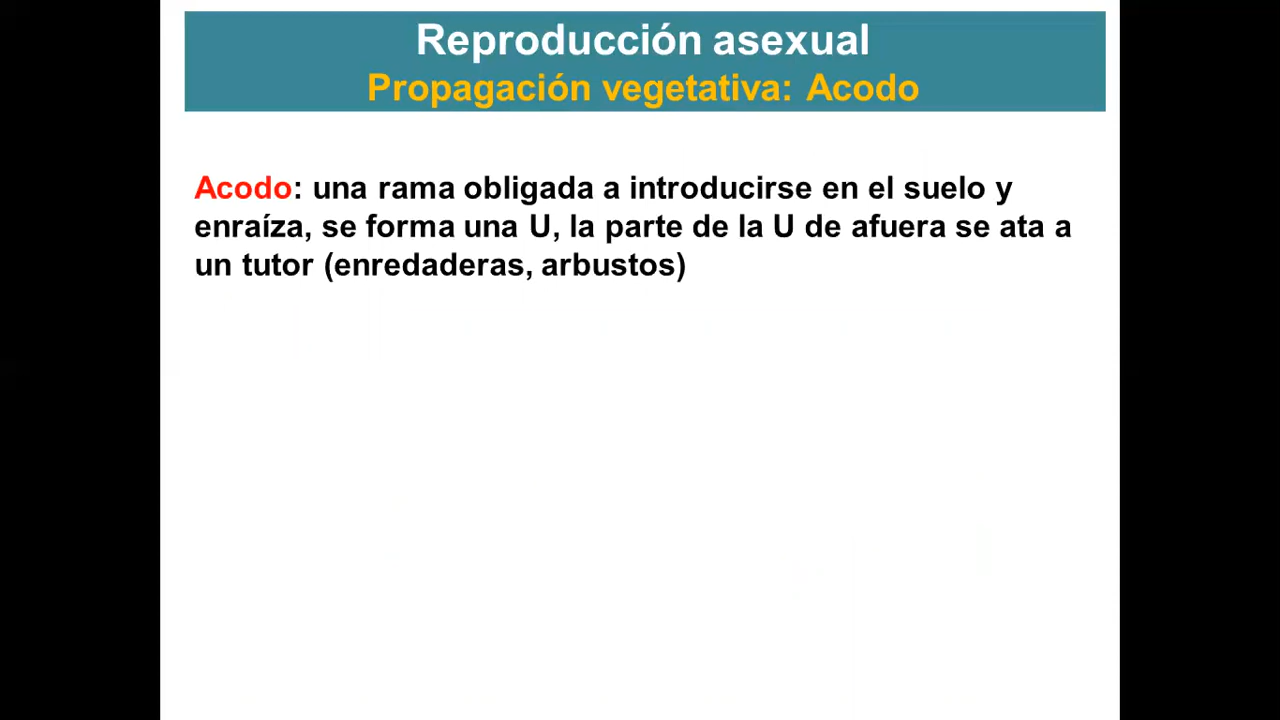 Reproducción asexual
Propagación vegetativa: Acodo
Acodo: una rama obligada a introducirse en el suelo y
enraíza, se forma una U, la parte de la U de afuera se ata a
un tutor (enredaderas, arbustos)